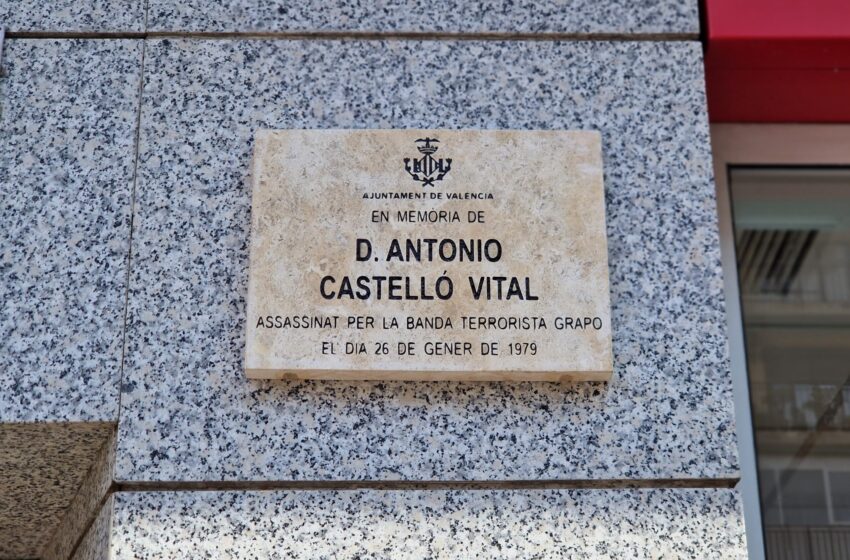 AJUNTAMENT DE VALENCIA
EN MEMÒRIA DE
D. ANTONIO
CASTELLÓ VITAL
ASSASSINAT PER LA BANDA TERRORISTA GRAPO
EL DIA 26 DE GENER DE 1979